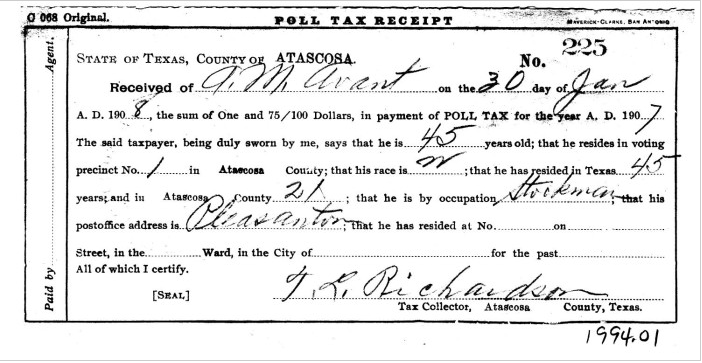 C 068 Original. POLL TAX RECEIPT MAVERICK-CLARKE, SAN ANTONIO
Agent.
Paid by
STATE OF TEXAS, COUNTY OF ATASCOSA. No. 225
Received of A. M. Avant on the 30 day of Jan
A. D. 190 8, the sum of One and 75/100 Dollars, in payment of POLL TAX for the year A. D. 190 7
The said taxpayer, being duly sworn by me, says that he is 45 years old; that he resides in voting
precinct No. 1 in Atascosa County; that his race is W; that he has resided in Texas 45
years; and in Atascosa County 21; that he is by occupation Stockman; that his
postoffice address is Pleasanton; that he has resided at No. on
Street, in the Ward, in the City of for the past
All of which I certify.
[SEAL] T. L. Richardson
Tax Collector, Atascosa County, Texas.
1994.01